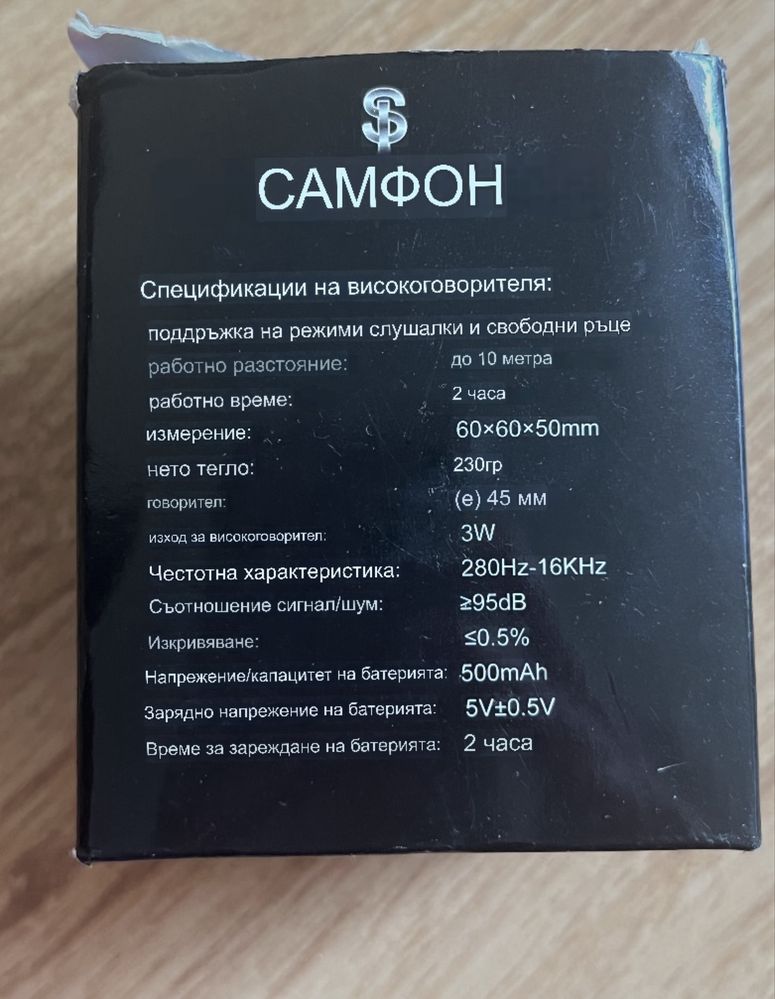 САМФОН
Спецификации на високоговорителя:
поддръжка на режими слушалки и свободни ръце
работно разстояние: до 10 метра
работно време: 2 часа
измерение: 60×60×50mm
нето тегло: 230гр
говорител: (е) 45 мм
изход за високоговорител: 3W
Честотна характеристика: 280Hz-16KHz
Съотношение сигнал/шум: ≥95dB
Изкривяване: ≤0.5%
Напрежение/капацитет на батерията: 500mAh
Зарядно напрежение на батерията: 5V±0.5V
Време за зареждане на батерията: 2 часа